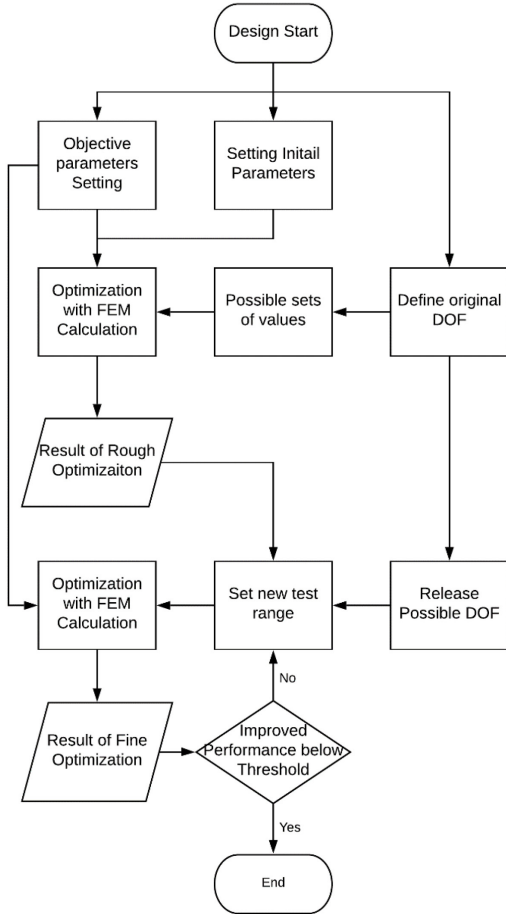 Design Start
Objective
parameters
Setting
Setting Initail
Parameters
Optimization
with FEM
Calculation
Possible sets
of values
Define original
DOF
Result of Rough
Optimizaiton
Optimization
with FEM
Calculation
Set new test
range
Release
Possible DOF
No
Result of Fine
Optimization
Improved
Performance below
Threshold
Yes
End